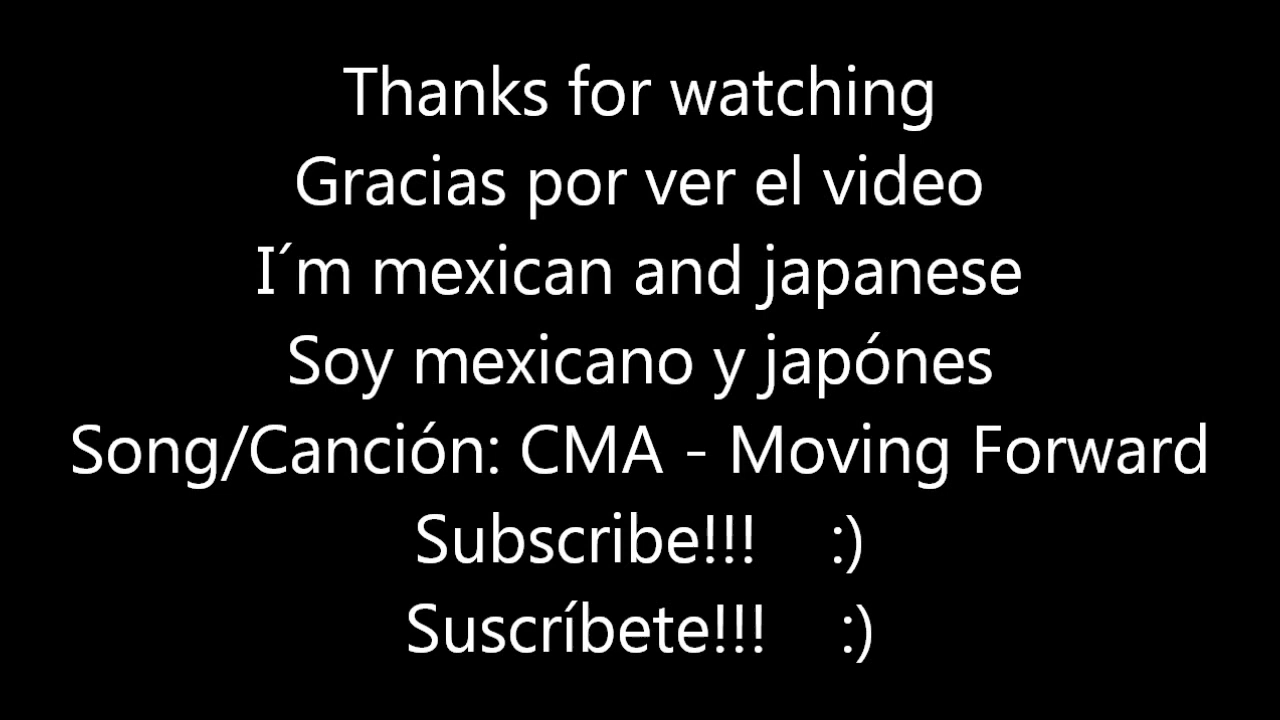 Thanks for watching
Gracias por ver el video
I´m mexican and japanese
Soy mexicano y japónes
Song/Canción: CMA - Moving Forward
Subscribe!!! :)
Suscríbete!!! :)